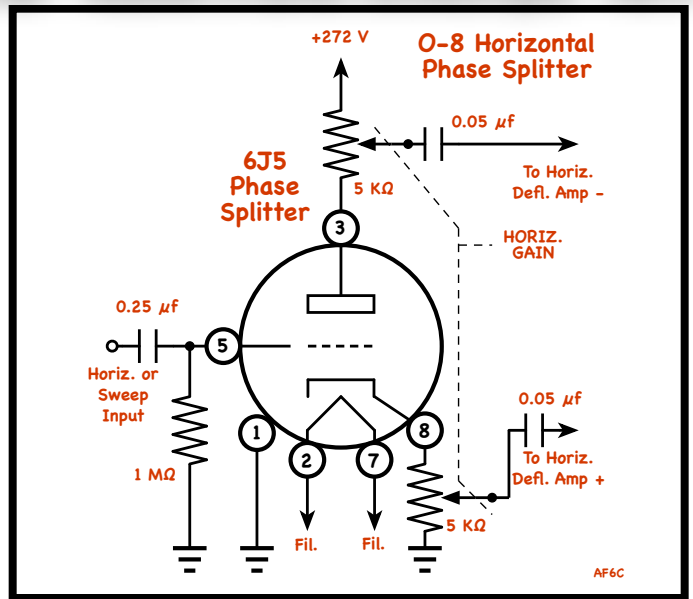 +272 V
O-8 Horizontal
Phase Splitter
0.05 µf
6J5
Phase
Splitter
5 KΩ
To Horiz.
Defl. Amp -
3
HORIZ.
GAIN
0.25 µf
5
Horiz. or
Sweep
Input
0.05 µf
1
8
2
7
To Horiz.
Defl. Amp +
1 MΩ
5 KΩ
Fil.
Fil.
AF6C